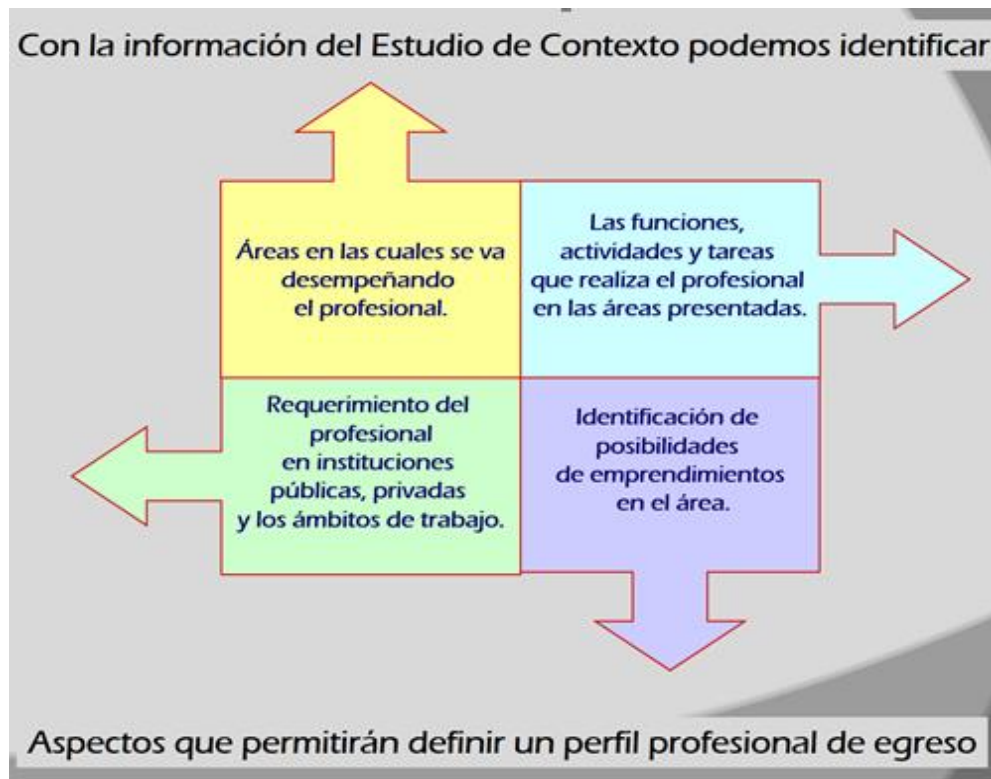 Con la información del Estudio de Contexto podemos identificar
Áreas en las cuales se va
desempeñando
el profesional.
Las funciones,
actividades y tareas
que realiza el profesional
en las áreas presentadas.
Requerimiento del
profesional
en instituciones
públicas, privadas
y los ámbitos de trabajo.
Identificación de
posibilidades
de emprendimientos
en el área.
Aspectos que permitirán definir un perfil profesional de egreso